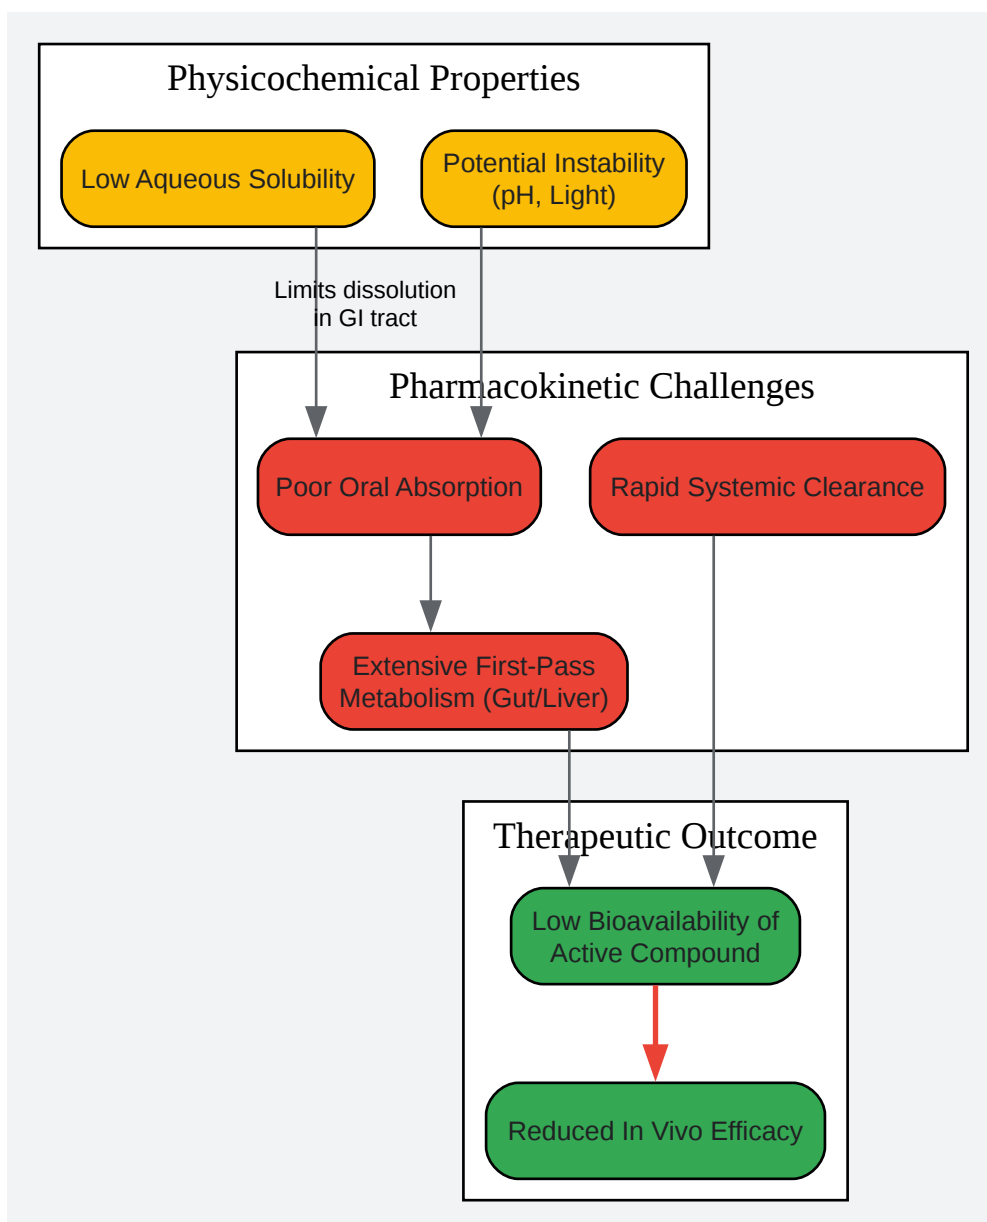 Physicochemical Properties
Low Aqueous Solubility
Potential Instability
(pH, Light)
Limits dissolution
in GI tract
Pharmacokinetic Challenges
Poor Oral Absorption
Rapid Systemic Clearance
Extensive First-Pass
Metabolism (Gut/Liver)
Therapeutic Outcome
Low Bioavailability of
Active Compound
Reduced In Vivo Efficacy